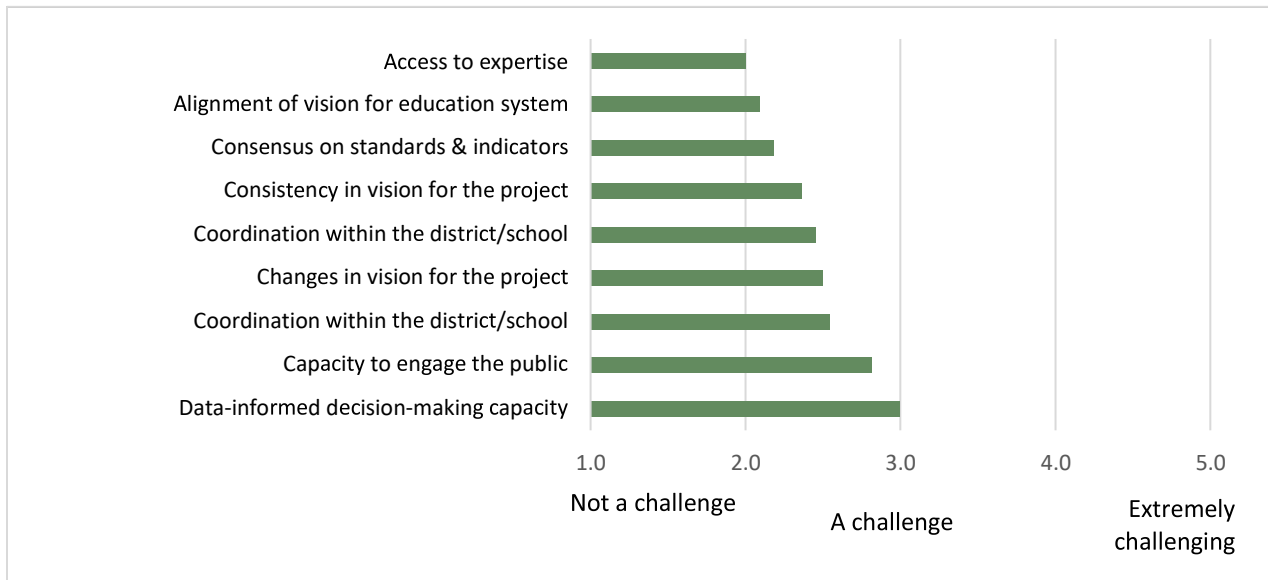 Access to expertise
Alignment of vision for education system
Consensus on standards & indicators
Consistency in vision for the project
Coordination within the district/school
Changes in vision for the project
Coordination within the district/school
Capacity to engage the public
Data-informed decision-making capacity
1.0 2.0 3.0 4.0 5.0
Not a challenge
A challenge
Extremely
challenging